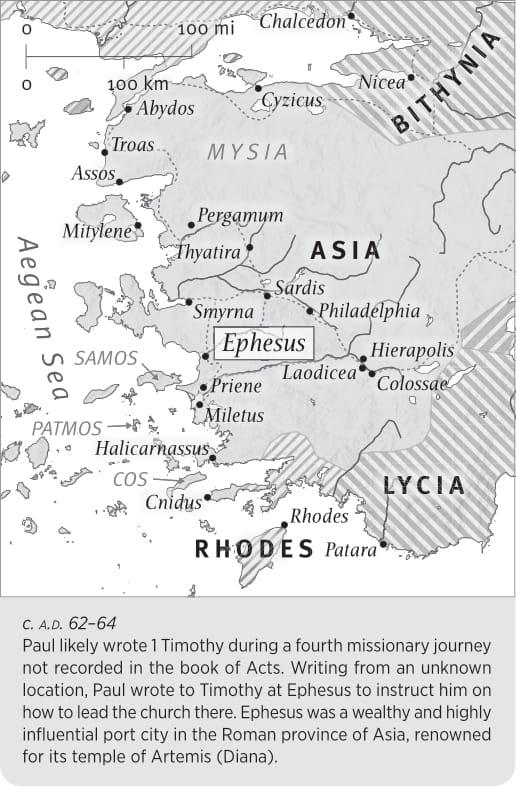 Chalcedon
0 100 mi
0 100 km
Nicea
BITHYNIA
Cyzicus
Abydos
Troas
MYSIA
Assos
Mitylene
Pergamum
Thyatira
ASIA
Aegean Sea
Sardis
Smyrna
Philadelphia
Ephesus
SAMOS
Hierapolis
Laodicea
Colossae
Priene
Miletus
PATMOS
Halicarnassus
COS
LYCIA
Cnidus
Rhodes
RHODES
Patara
C. A.D. 62–64
Paul likely wrote 1 Timothy during a fourth missionary journey
not recorded in the book of Acts. Writing from an unknown
location, Paul wrote to Timothy at Ephesus to instruct him on
how to lead the church there. Ephesus was a wealthy and highly
influential port city in the Roman province of Asia, renowned
for its temple of Artemis (Diana).